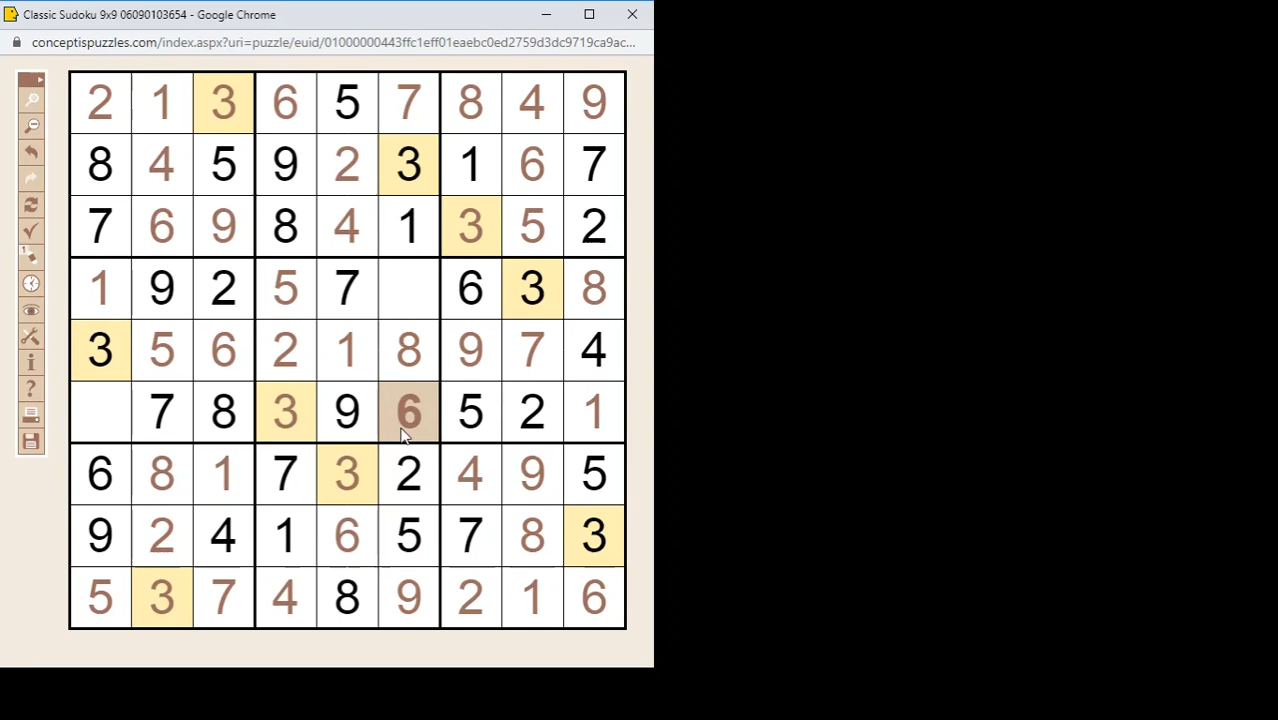 Classic Sudoku 9x9 06090103654 - Google Chrome
conceptispuzzles.com/index.aspx?uri=puzzle/euid/01000000443ffc1eff01eaebc0ed2759d3dc9719ca9ac...
2 1 3 6 5 7 8 4 9
8 4 5 9 2 3 1 6 7
7 6 9 8 4 1 3 5 2
1 9 2 5 7 6 3 8
3 5 6 2 1 8 9 7 4
7 8 3 9 6 5 2 1
6 8 1 7 3 2 4 9 5
9 2 4 1 6 5 7 8 3
5 3 7 4 8 9 2 1 6